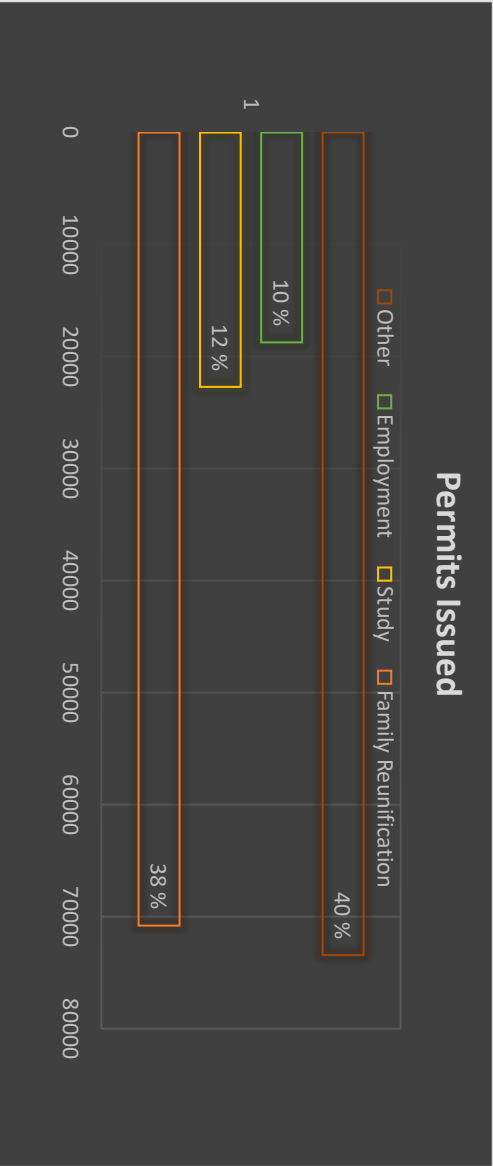 Permits Issued
Other Employment Study Family Reunification
40 %
10 %
12 %
38 %
1
0 10000 20000 30000 40000 50000 60000 70000 80000